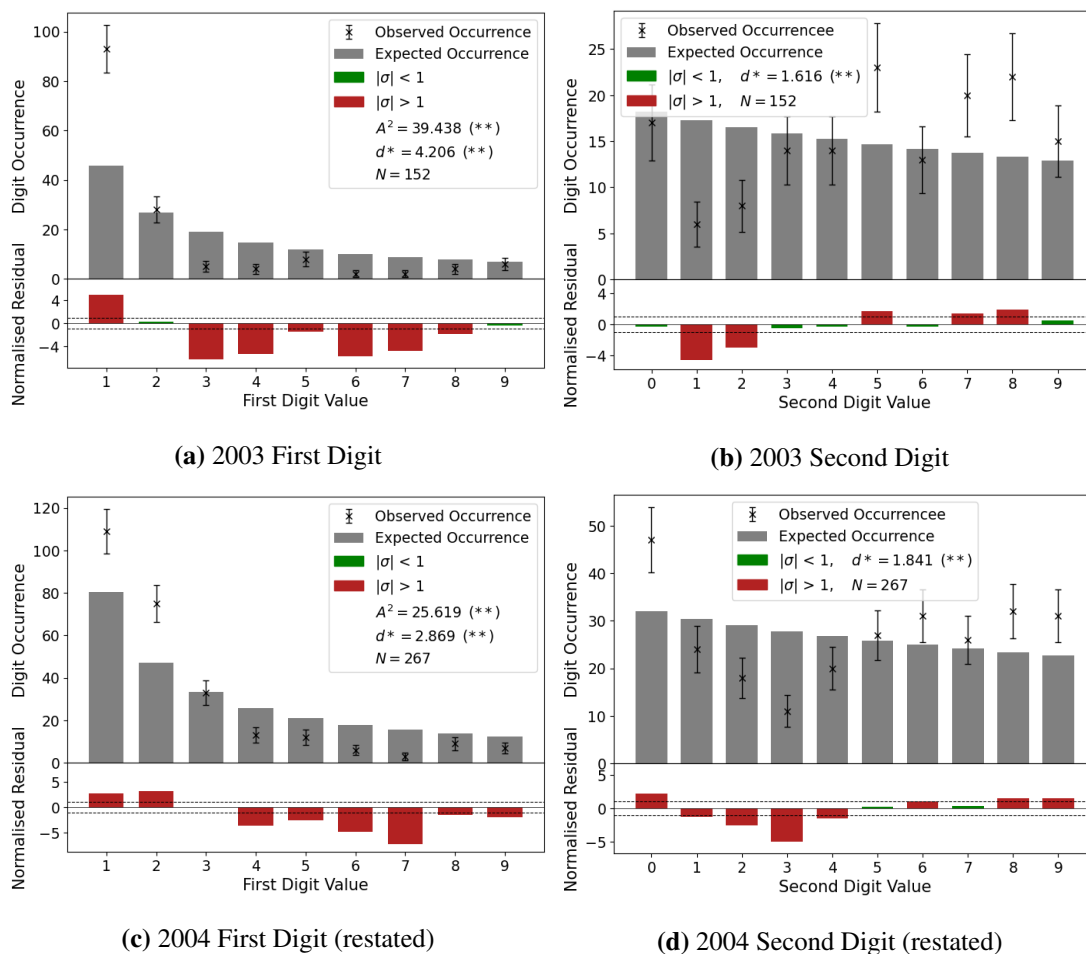 Digit Occurrence
100
80
60
40
20
0
Observed Occurrence
Expected Occurrence
|σ| < 1
|σ| > 1
A² = 39.438 (**)
d* = 4.206 (**)
N = 152
Normalised Residual
4
0
−4
1 2 3 4 5 6 7 8 9
First Digit Value
(a) 2003 First Digit
Digit Occurrence
25
20
15
10
5
0
Observed Occurrencee
Expected Occurrence
|σ| < 1, d* = 1.616 (**)
|σ| > 1, N = 152
Normalised Residual
4
0
−4
0 1 2 3 4 5 6 7 8 9
Second Digit Value
(b) 2003 Second Digit
Digit Occurrence
120
100
80
60
40
20
0
Observed Occurrence
Expected Occurrence
|σ| < 1
|σ| > 1
A² = 25.619 (**)
d* = 2.869 (**)
N = 267
Normalised Residual
5
0
−5
1 2 3 4 5 6 7 8 9
First Digit Value
(c) 2004 First Digit (restated)
Digit Occurrence
50
40
30
20
10
0
Observed Occurrencee
Expected Occurrence
|σ| < 1, d* = 1.841 (**)
|σ| > 1, N = 267
Normalised Residual
5
0
−5
0 1 2 3 4 5 6 7 8 9
Second Digit Value
(d) 2004 Second Digit (restated)